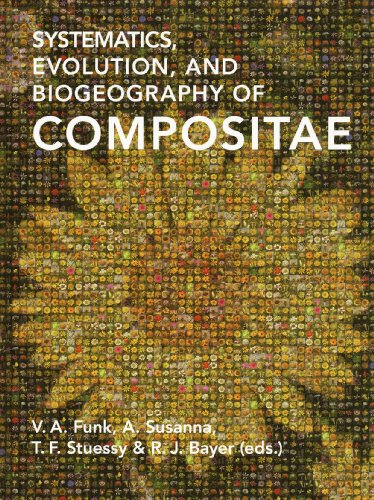 SYSTEMATICS,
EVOLUTION, AND
BIOGEOGRAPHY OF
COMPOSITAE
V. A. Funk, A. Susanna,
T. F. Stuessy & R. J. Bayer (eds.)